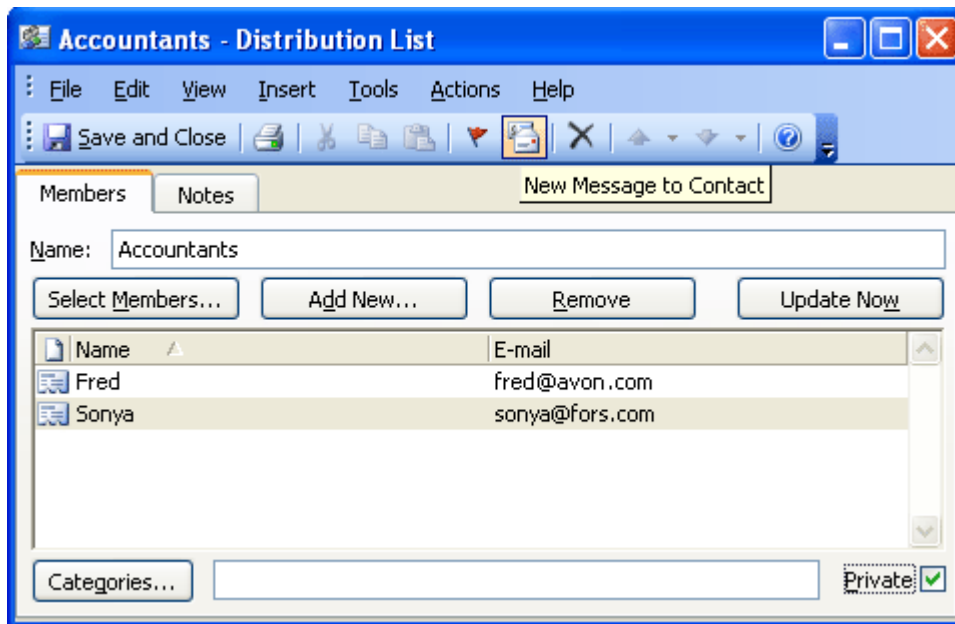 Accountants - Distribution List
File Edit View Insert Tools Actions Help
Save and Close
New Message to Contact
Members Notes
Name: Accountants
Select Members... Add New... Remove Update Now
Name E-mail
Fred fred@avon.com
Sonya sonya@fors.com
Categories... Private